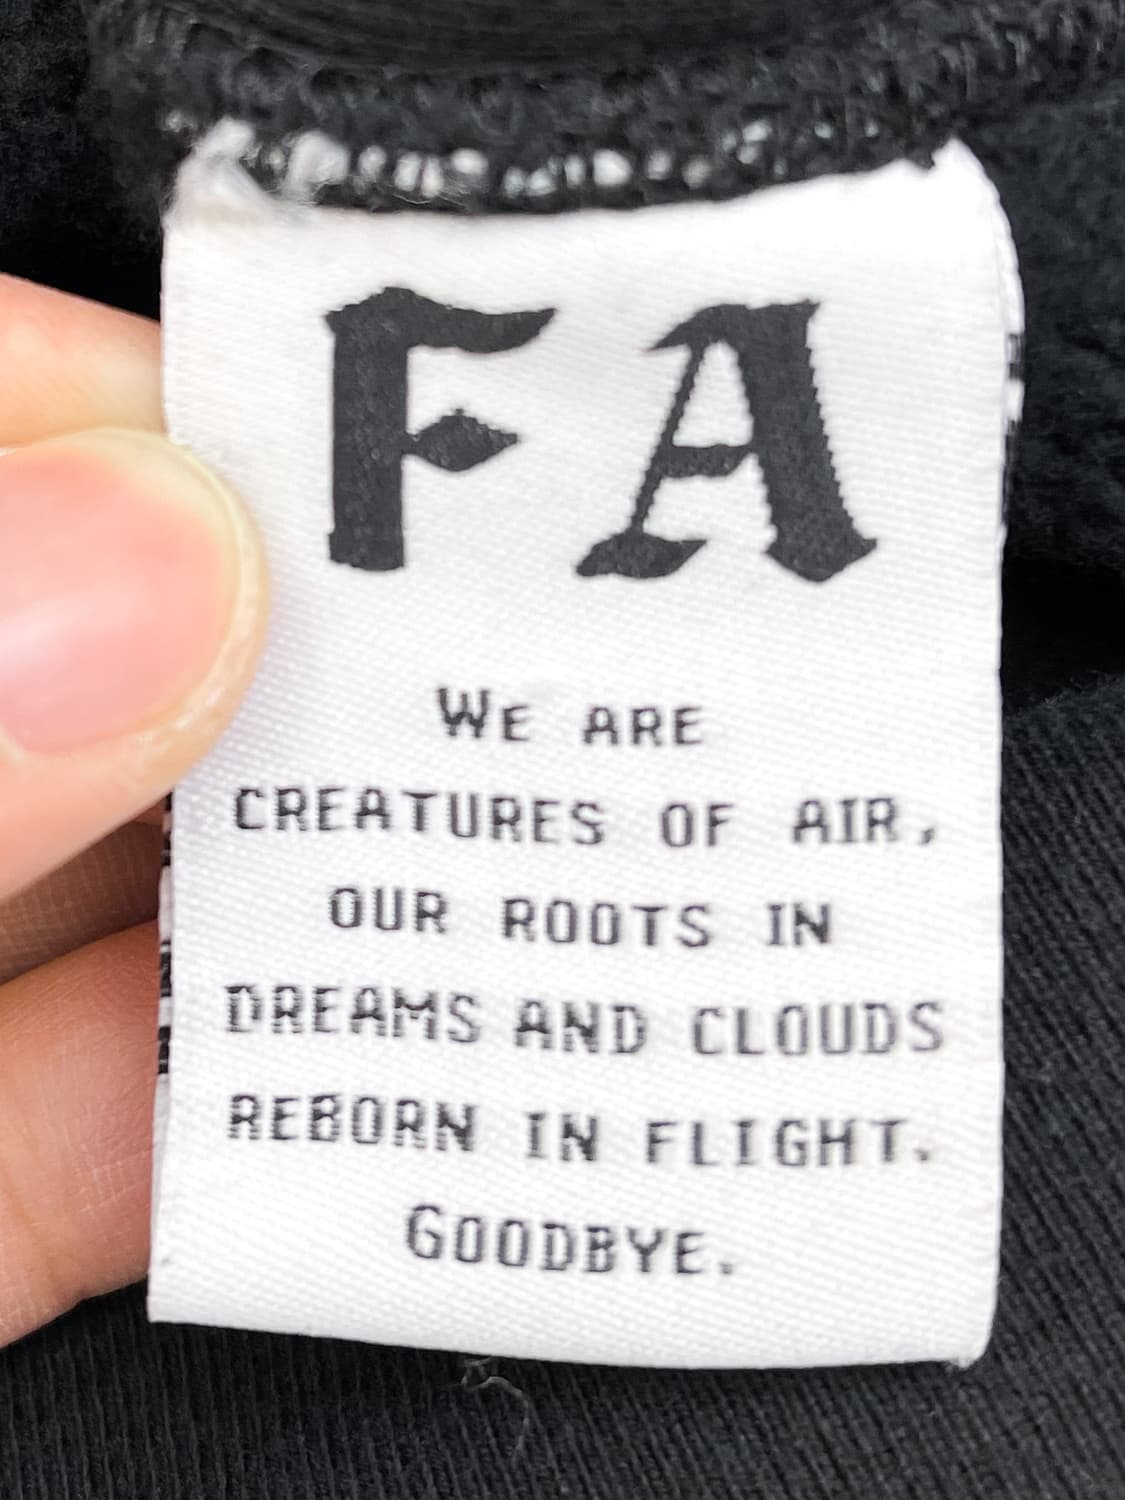 FA
WE ARE
CREATURES OF AIR,
OUR ROOTS IN
DREAMS AND CLOUDS
REBORN IN FLIGHT.
GOODBYE.